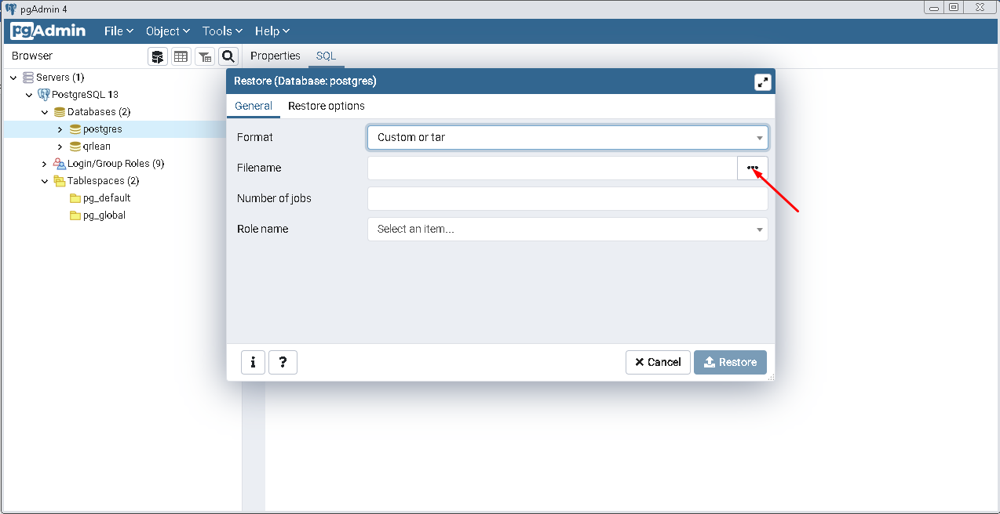 pgAdmin 4
pgAdmin File Object Tools Help
Browser Properties SQL
Servers (1)
PostgreSQL 13
Databases (2)
postgres
qrlean
Login/Group Roles (9)
Tablespaces (2)
pg_default
pg_global
Restore (Database: postgres)
General Restore options
Format Custom or tar
Filename
Number of jobs
Role name Select an item...
i ? Cancel Restore